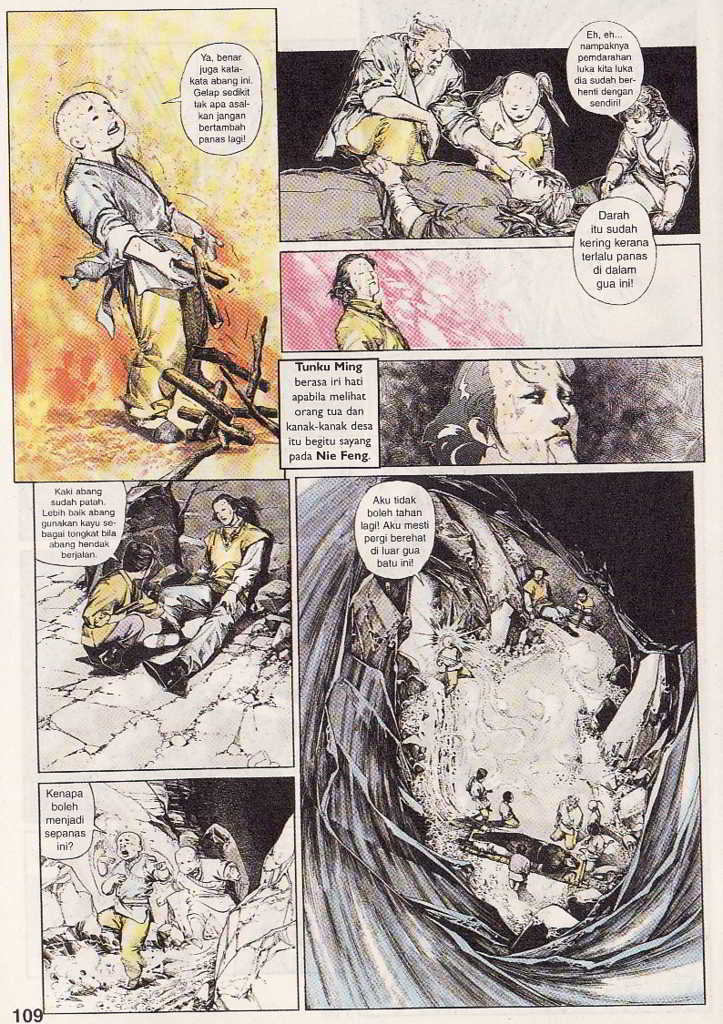 Ya, benar
juga kata-
kata abang ini.
Gelap sedikit
tak apa asal-
kan jangan
bertambah
panas lagi!
Eh, eh...
nampaknya
pemdarahan
luka kita luka
dia sudah ber-
henti dengan
sendiri!
Darah
itu sudah
kering kerana
terlalu panas
di dalam
gua ini!
Tunku Ming
berasa iri hati
apabila melihat
orang tua dan
kanak-kanak desa
itu begitu sayang
pada Nie Feng.
Kaki abang
sudah patah.
Lebih baik abang
gunakan kayu se-
bagai tongkat bila
abang hendak
berjalan.
Aku tidak
boleh tahan
lagi! Aku mesti
pergi berehat
di luar gua
batu ini!
Kenapa
boleh
menjadi
sepanas
ini?
109